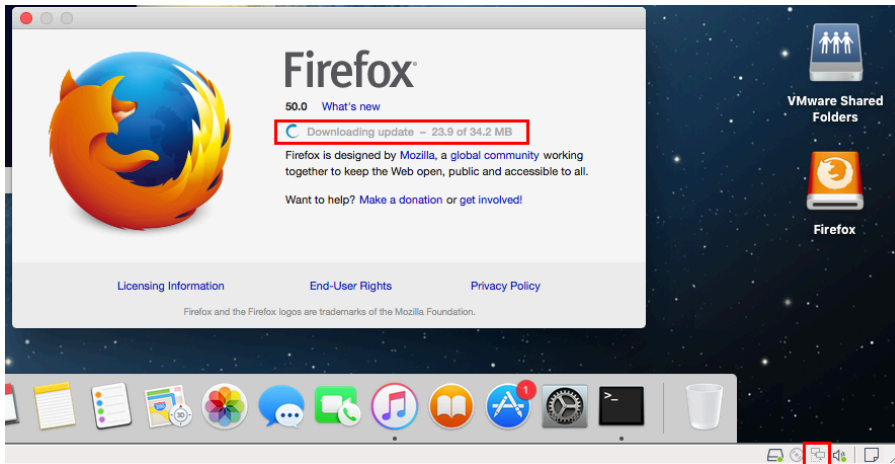 Firefox
50.0 What's new
Downloading update – 23.9 of 34.2 MB
Firefox is designed by Mozilla, a global community working
together to keep the Web open, public and accessible to all.
Want to help? Make a donation or get involved!
Licensing Information End-User Rights Privacy Policy
Firefox and the Firefox logos are trademarks of the Mozilla Foundation.
VMware Shared
Folders
Firefox
3D
1
>_